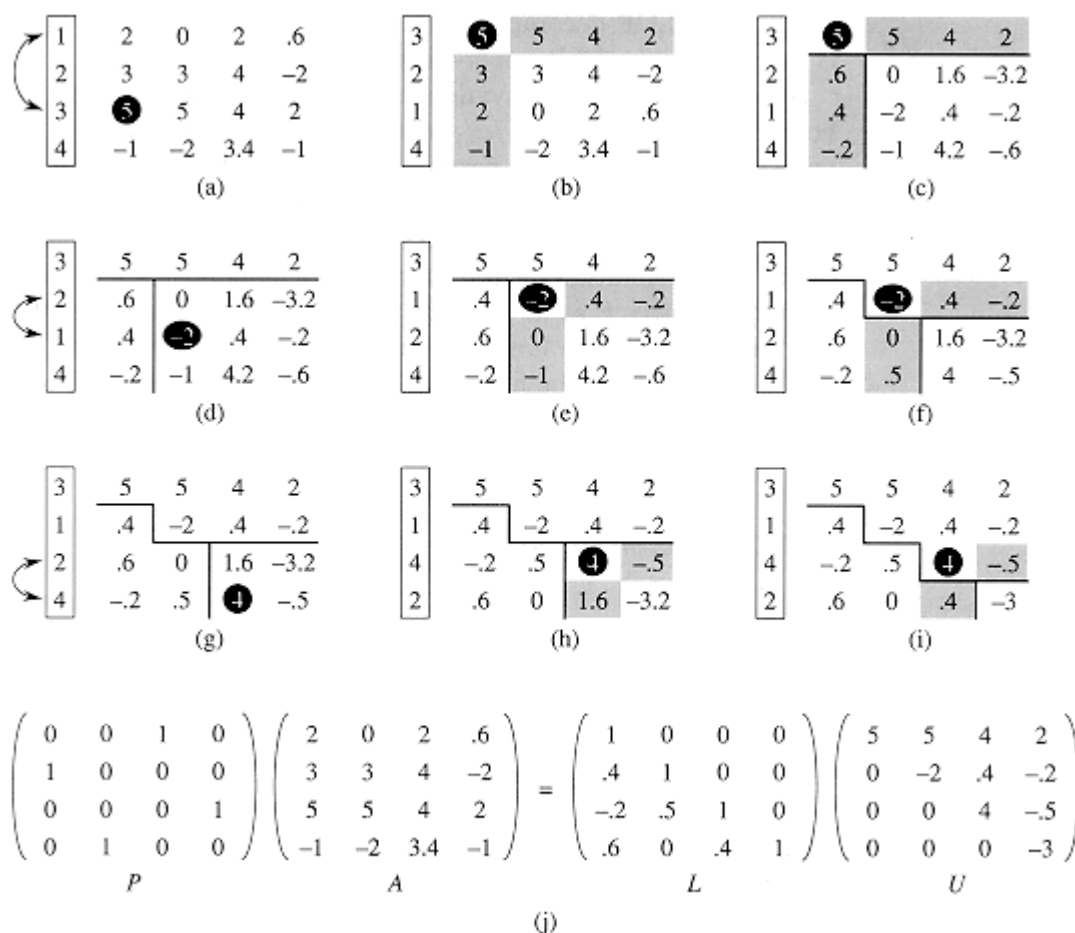 1 2 0 2 .6 3 5 5 4 2 3 5 5 4 2
2 3 3 4 –2 2 3 3 4 –2 2 .6 0 1.6 –3.2
3 5 5 4 2 1 2 0 2 .6 1 .4 –2 .4 –.2
4 –1 –2 3.4 –1 4 –1 –2 3.4 –1 4 –.2 –1 4.2 –.6
(a) (b) (c)
3 5 5 4 2 3 5 5 4 2 3 5 5 4 2
2 .6 0 1.6 –3.2 1 .4 –2 .4 –.2 1 .4 –2 .4 –.2
1 .4 –2 .4 –.2 2 .6 0 1.6 –3.2 2 .6 0 1.6 –3.2
4 –.2 –1 4.2 –.6 4 –.2 –1 4.2 –.6 4 –.2 .5 4 –.5
(d) (e) (f)
3 5 5 4 2 3 5 5 4 2 3 5 5 4 2
1 .4 –2 .4 –.2 1 .4 –2 .4 –.2 1 .4 –2 .4 –.2
2 .6 0 1.6 –3.2 4 –.2 .5 4 –.5 4 –.2 .5 4 –.5
4 –.2 .5 4 –.5 2 .6 0 1.6 –3.2 2 .6 0 .4 –3
(g) (h) (i)
0 0 1 0 2 0 2 .6 1 0 0 0 5 5 4 2
1 0 0 0 3 3 4 –2 .4 1 0 0 0 –2 .4 –.2
0 0 0 1 5 5 4 2 = –.2 .5 1 0 0 0 4 –.5
0 1 0 0 –1 –2 3.4 –1 .6 0 .4 1 0 0 0 –3
P A L U
(j)